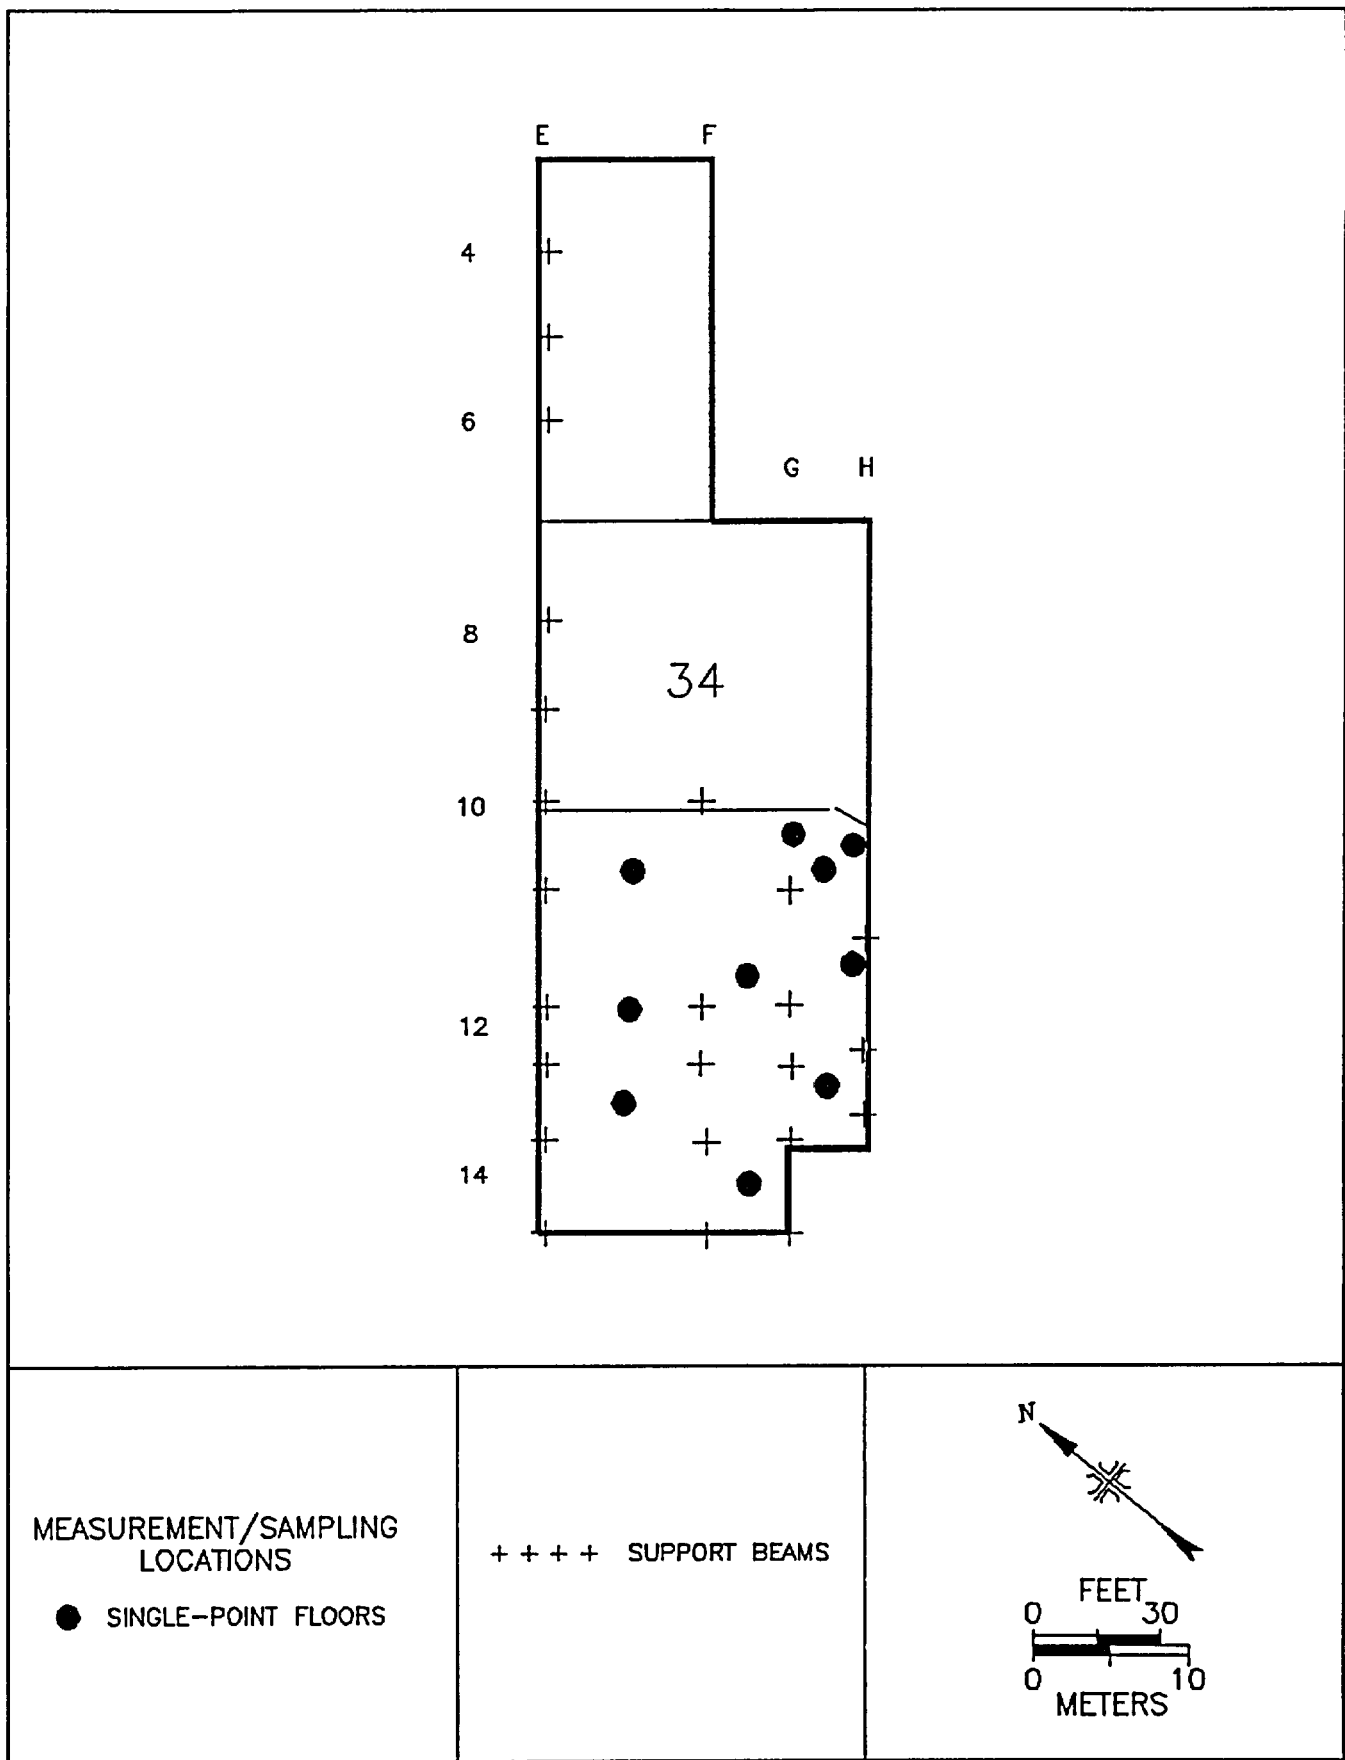 E F
4
6
G H
8
34
10
12
14
MEASUREMENT/SAMPLING
LOCATIONS
SINGLE-POINT FLOORS
++++ SUPPORT BEAMS
N
FEET
0 30
0 10
METERS